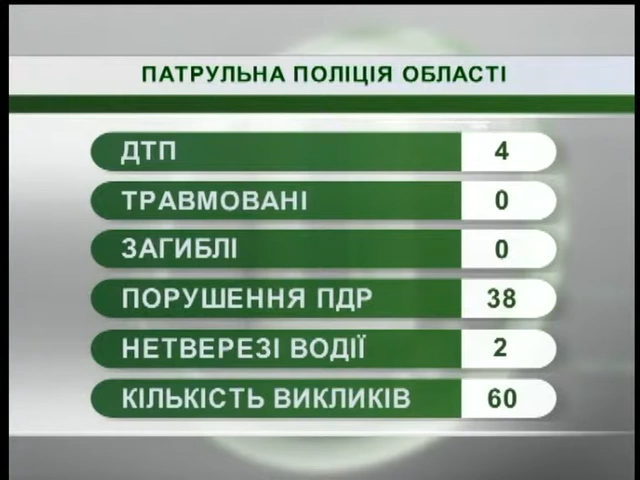 ПАТРУЛЬНА ПОЛІЦІЯ ОБЛАСТІ
ДТП 4
ТРАВМОВАНІ 0
ЗАГИБЛІ 0
ПОРУШЕННЯ ПДР 38
НЕТВЕРЕЗІ ВОДІЇ 2
КІЛЬКІСТЬ ВИКЛИКІВ 60